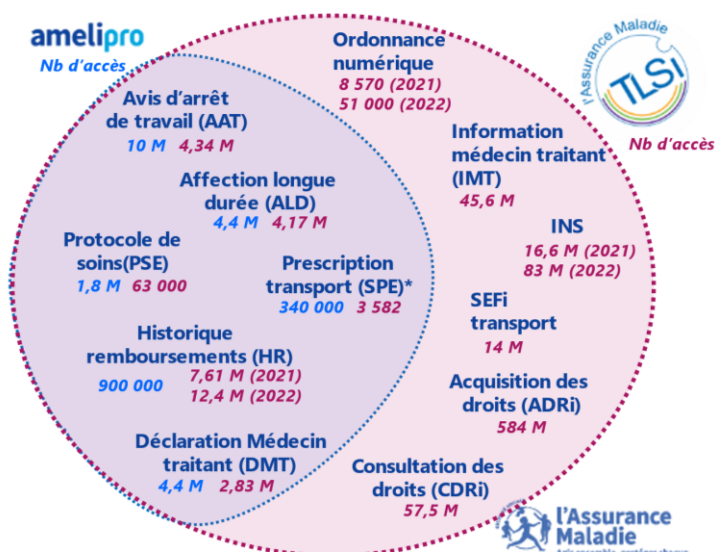 amelipro
Nb d'accès
Ordonnance
numérique
8 570 (2021)
51 000 (2022)
l'Assurance Maladie
TLSi
Nb d'accès
Avis d'arrêt
de travail (AAT)
10 M 4,34 M
Information
médecin traitant
(IMT)
45,6 M
Affection longue
durée (ALD)
4,4 M 4,17 M
INS
16,6 M (2021)
83 M (2022)
Protocole de
soins(PSE)
1,8 M 63 000
Prescription
transport (SPE)*
340 000 3 582
SEFi
transport
14 M
Historique
remboursements (HR)
900 000
7,61 M (2021)
12,4 M (2022)
Acquisition des
droits (ADRi)
584 M
Déclaration Médecin
traitant (DMT)
4,4 M 2,83 M
Consultation des
droits (CDRi)
57,5 M
l'Assurance
Maladie